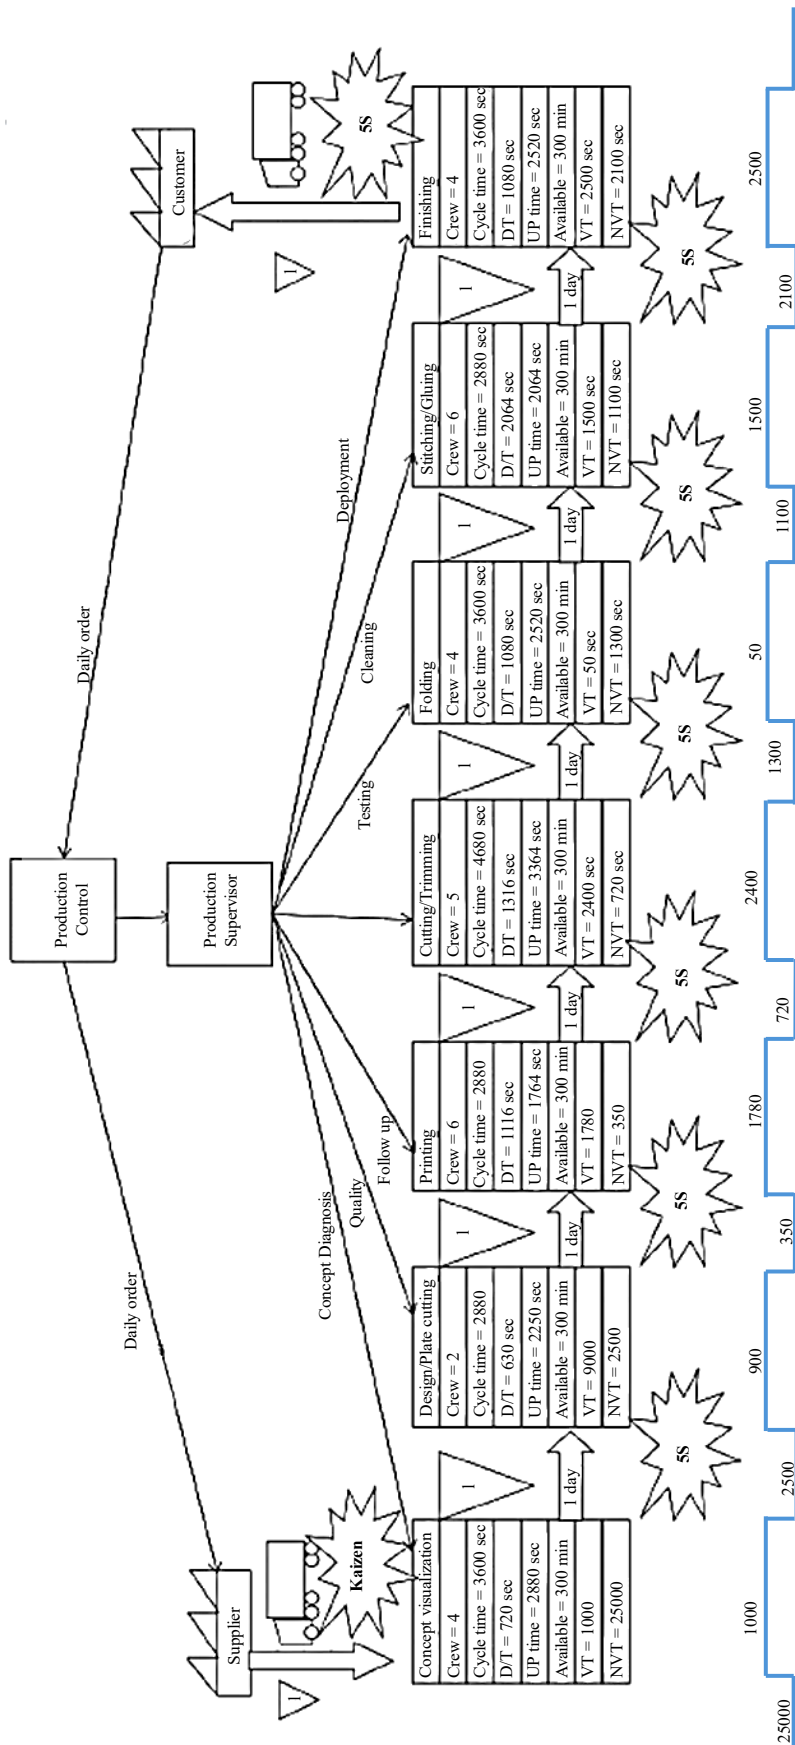 Production
Control
Daily order
Daily order
Production
Supervisor
Supplier
Customer
1
1
Kaizen
5S
Concept Diagnosis
Quality
Follow up
Testing
Cleaning
Deployment
Concept visualization
Crew = 4
Cycle time = 3600 sec
D/T = 720 sec
UP time = 2880 sec
Available = 300 min
VT = 1000
NVT = 25000
1
1 day
Design/Plate cutting
Crew = 2
Cycle time = 2880
D/T = 630 sec
UP time = 2250 sec
Available = 300 min
VT = 9000
NVT = 2500
1
1 day
Printing
Crew = 6
Cycle time = 2880
DT = 1116 sec
UP time = 1764 sec
Available = 300 min
VT = 1780
NVT = 350
1
1 day
Cutting/Trimming
Crew = 5
Cycle time = 4680 sec
DT = 1316 sec
UP time = 3364 sec
Available = 300 min
VT = 2400 sec
NVT = 720 sec
1
1 day
Folding
Crew = 4
Cycle time = 3600 sec
D/T = 1080 sec
UP time = 2520 sec
Available = 300 min
VT = 50 sec
NVT = 1300 sec
1
1 day
Stitching/Gluing
Crew = 6
Cycle time = 2880 sec
D/T = 2064 sec
UP time = 2064 sec
Available = 300 min
VT = 1500 sec
NVT = 1100 sec
1
1 day
Finishing
Crew = 4
Cycle time = 3600 sec
DT = 1080 sec
UP time = 2520 sec
Available = 300 min
VT = 2500 sec
NVT = 2100 sec
5S
5S
5S
5S
5S
5S
25000
1000
2500
900
350
1780
720
2400
1300
50
1100
1500
2100
2500